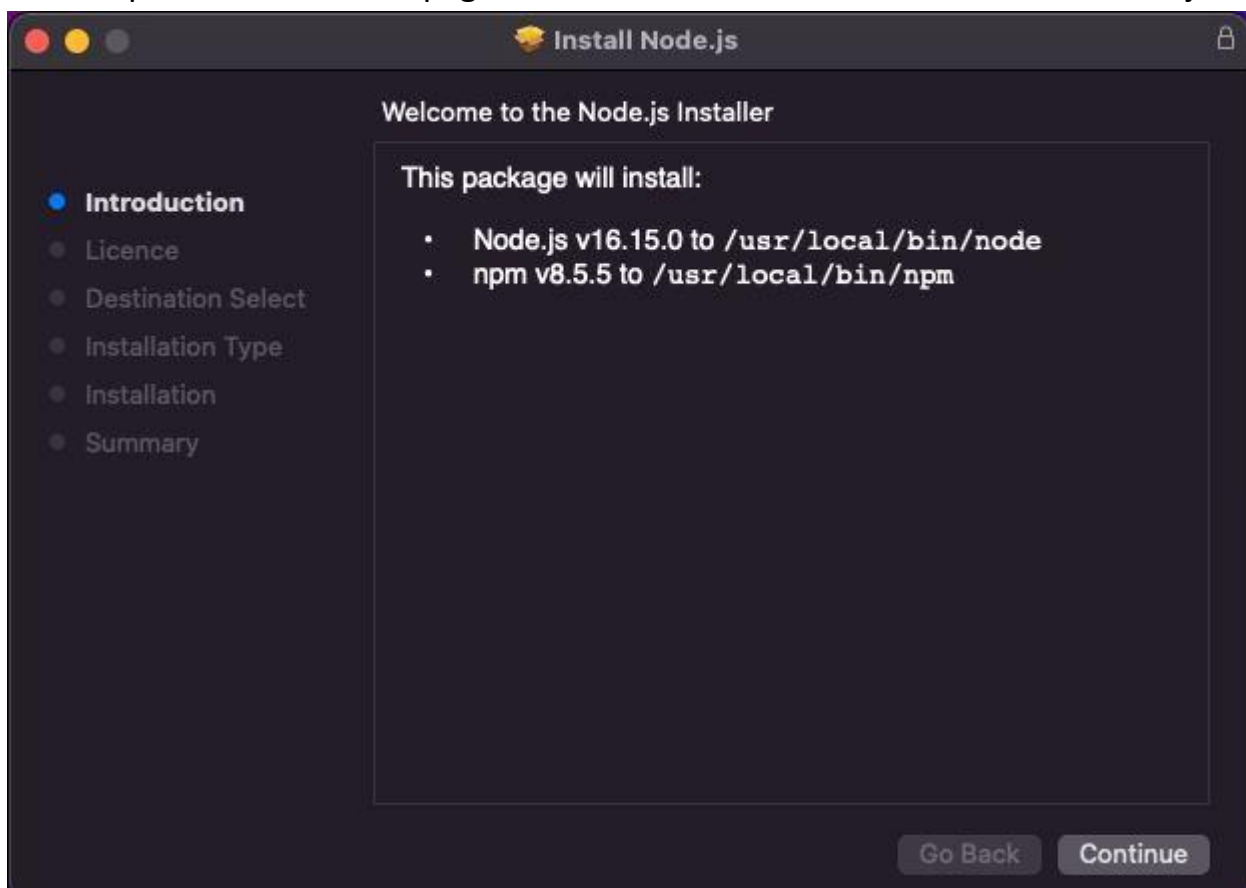 Install Node.js
Welcome to the Node.js Installer
This package will install:
• Node.js v16.15.0 to /usr/local/bin/node
• npm v8.5.5 to /usr/local/bin/npm
Introduction
Licence
Destination Select
Installation Type
Installation
Summary
Go Back Continue